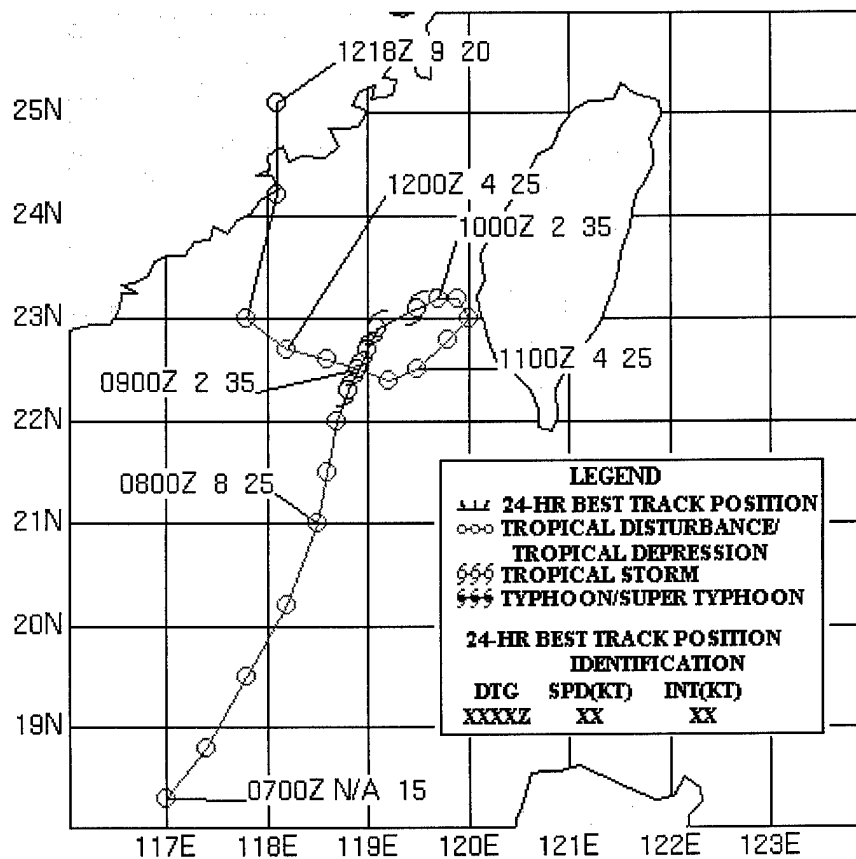 1218Z 9 20
25N
1200Z 4 25
24N
1000Z 2 35
23N
1100Z 4 25
0900Z 2 35
22N
0800Z 8 25
21N
20N
19N
0700Z N/A 15
LEGEND
24-HR BEST TRACK POSITION
TROPICAL DISTURBANCE/
TROPICAL DEPRESSION
TROPICAL STORM
TYPHOON/SUPER TYPHOON
24-HR BEST TRACK POSITION
IDENTIFICATION
DTG SPD(KT) INT(KT)
XXXXZ XX XX
117E 118E 119E 120E 121E 122E 123E